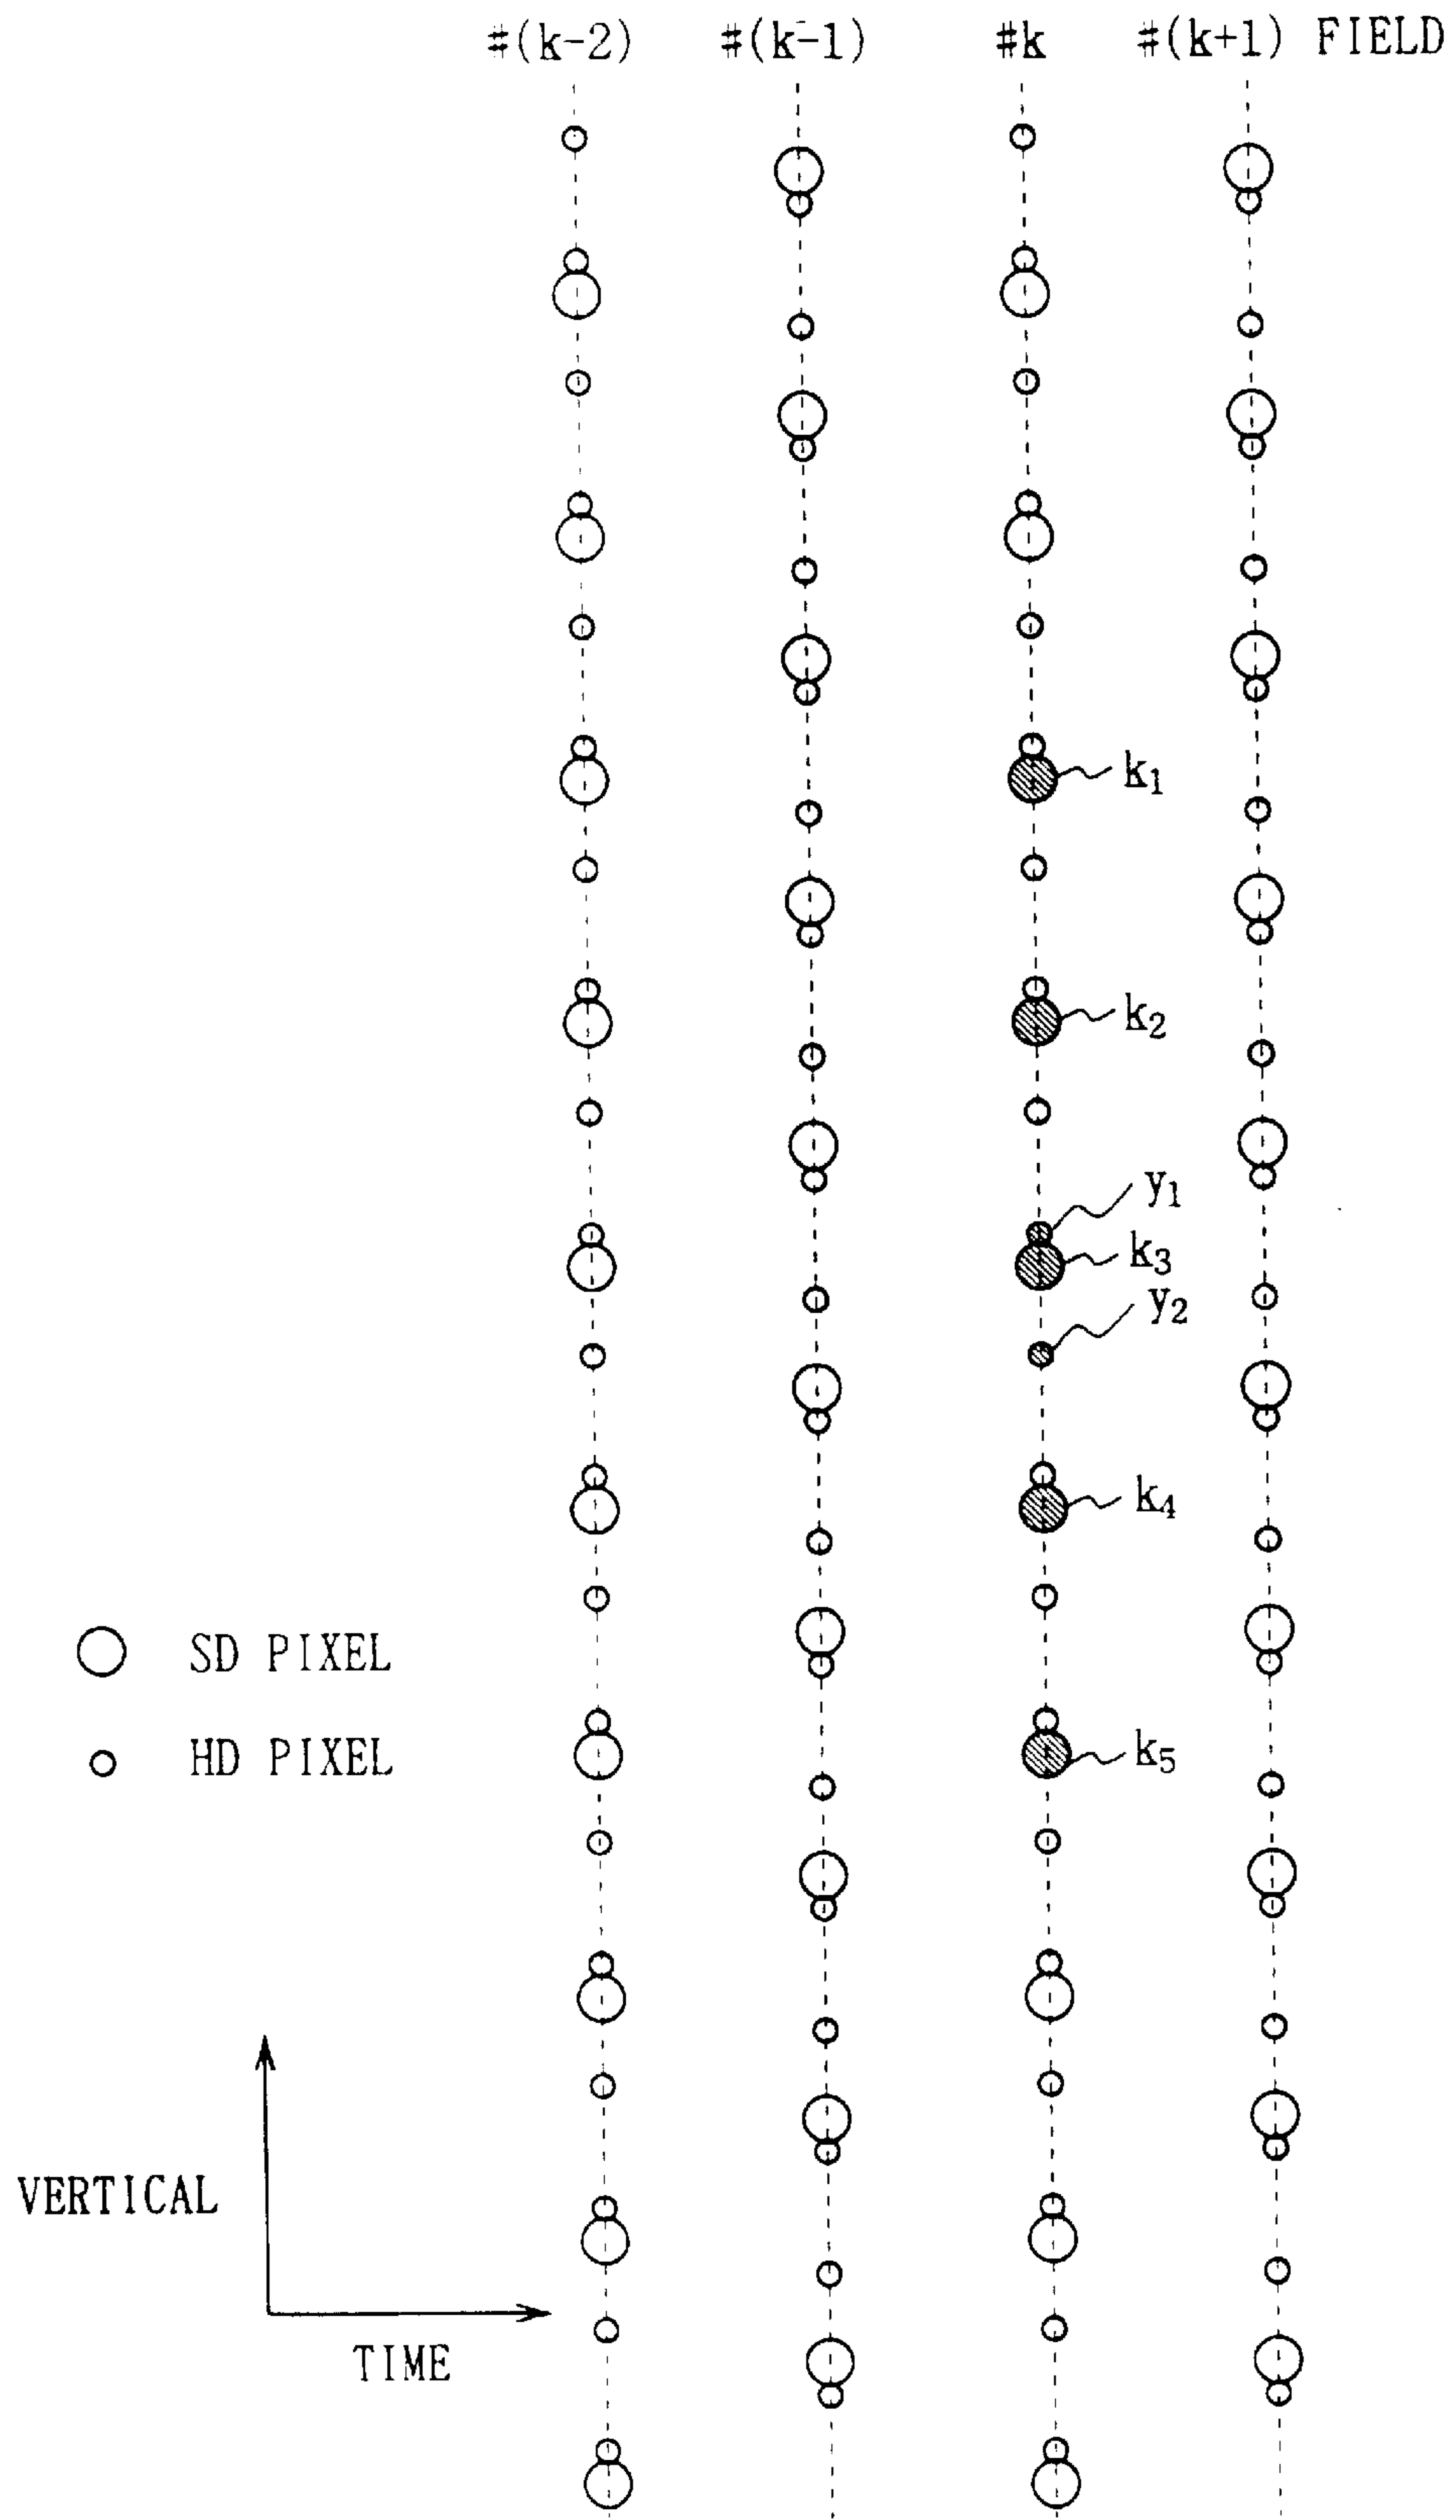 #(k-2) #(k-1) #k #(k+1) FIELD
k1
k2
y1
k3
y2
k4
SD PIXEL
HD PIXEL
k5
VERTICAL
TIME